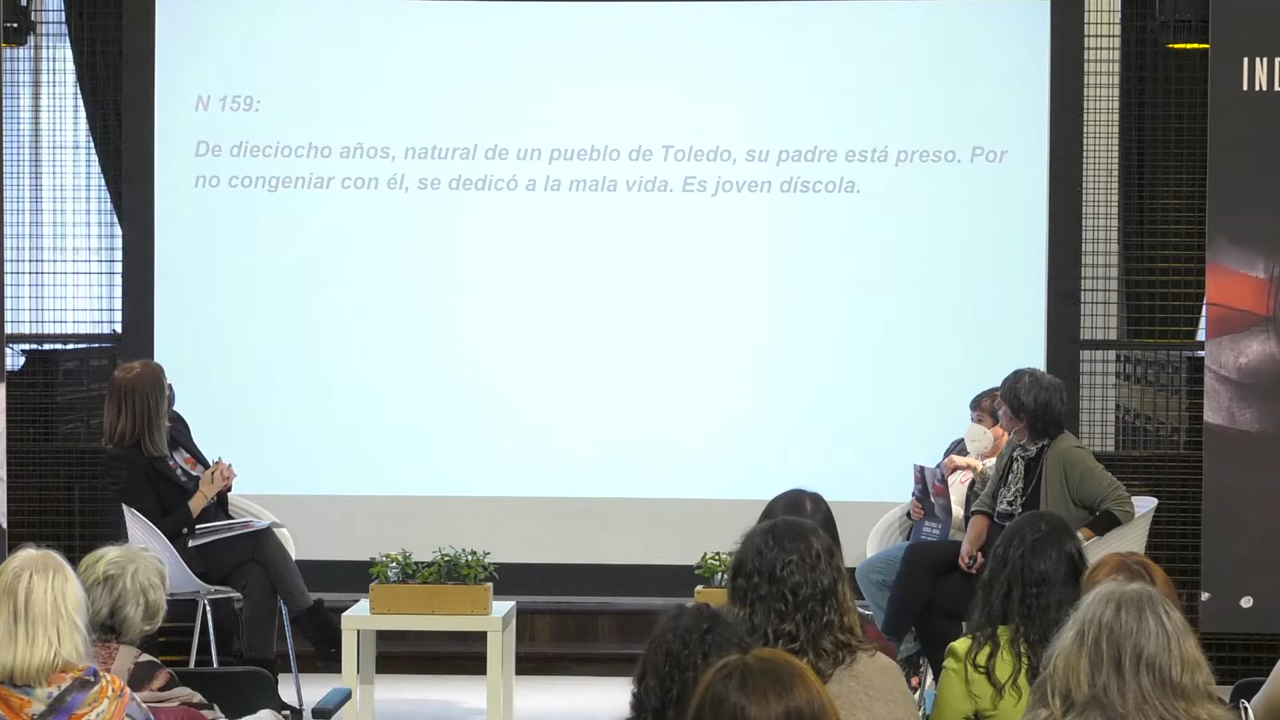 N 159:
De dieciocho años, natural de un pueblo de Toledo, su padre está preso. Por
no congeniar con él, se dedicó a la mala vida. Es joven díscola.
IND